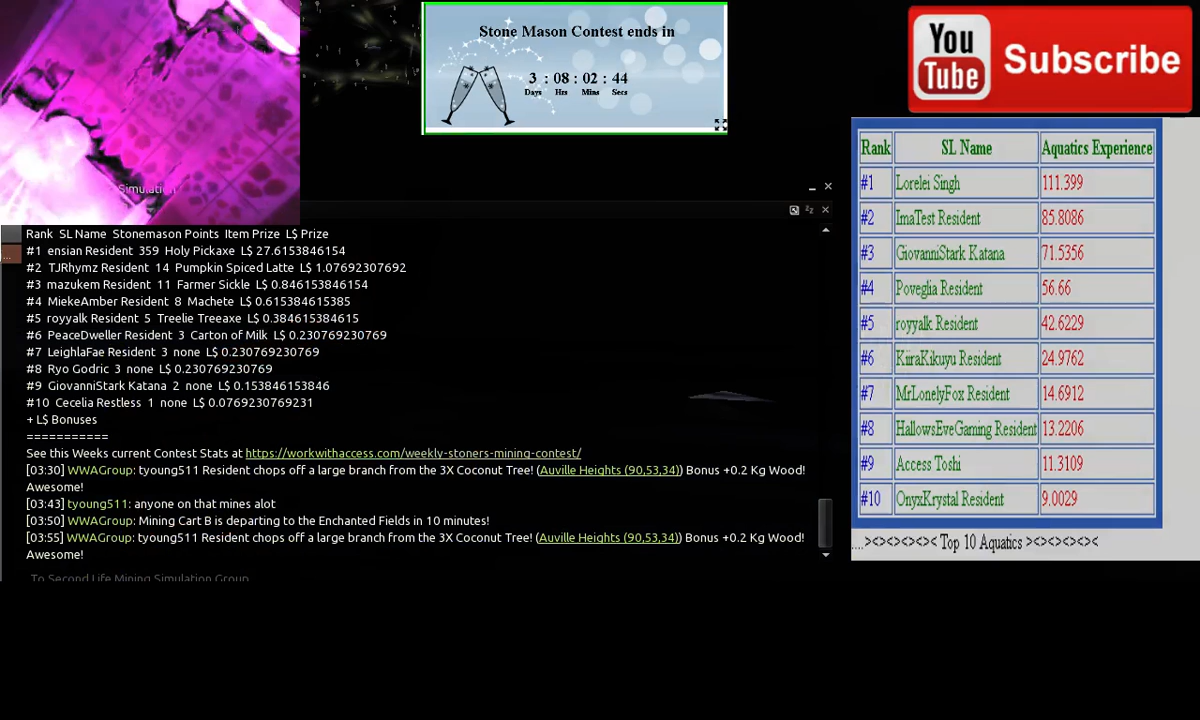 Stone Mason Contest ends in
3 : 08 : 02 : 44
Days Hrs Mins Secs
You
Tube
Subscribe
Simulation
Rank SL Name Stonemason Points Item Prize L$ Prize
#1 ensian Resident 359 Holy Pickaxe L$ 27.6153846154
#2 TJRhymz Resident 14 Pumpkin Spiced Latte L$ 1.07692307692
#3 mazukem Resident 11 Farmer Sickle L$ 0.846153846154
#4 MiekeAmber Resident 8 Machete L$ 0.615384615385
#5 royyalk Resident 5 Treelie Treeaxe L$ 0.384615384615
#6 PeaceDweller Resident 3 Carton of Milk L$ 0.230769230769
#7 LeighlaFae Resident 3 none L$ 0.230769230769
#8 Ryo Godric 3 none L$ 0.230769230769
#9 GiovanniStark Katana 2 none L$ 0.153846153846
#10 Cecelia Restless 1 none L$ 0.0769230769231
+ L$ Bonuses
===========
See this Weeks current Contest Stats at https://workwithaccess.com/weekly-stoners-mining-contest/
[03:30] WWAGroup: tyoung511 Resident chops off a large branch from the 3X Coconut Tree! (Auville Heights (90,53,34)) Bonus +0.2 Kg Wood!
Awesome!
[03:43] tyoung511: anyone on that mines alot
[03:50] WWAGroup: Mining Cart B is departing to the Enchanted Fields in 10 minutes!
[03:55] WWAGroup: tyoung511 Resident chops off a large branch from the 3X Coconut Tree! (Auville Heights (90,53,34)) Bonus +0.2 Kg Wood!
Awesome!
To Second Life Mining Simulation Group
Rank SL Name Aquatics Experience
#1 Lorelei Singh 111.399
#2 ImaTest Resident 85.8086
#3 GiovanniStark Katana 71.5356
#4 Poveglia Resident 56.66
#5 royyalk Resident 42.6229
#6 KiiraKikuyu Resident 24.9762
#7 MrLonelyFox Resident 14.6912
#8 HallowsEveGaming Resident 13.2206
#9 Access Toshi 11.3109
#10 OnyxKrystal Resident 9.0029
....><><><><>< Top 10 Aquatics ><><><><><